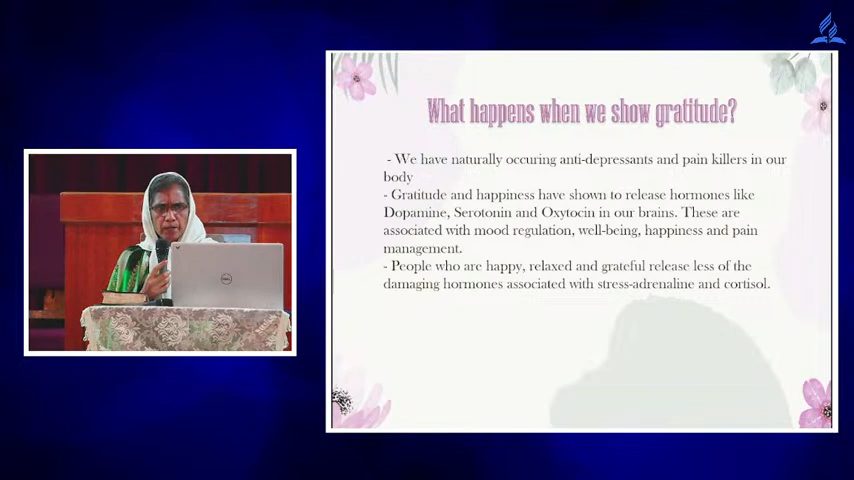 What happens when we show gratitude?
- We have naturally occuring anti-depressants and pain killers in our
body
- Gratitude and happiness have shown to release hormones like
Dopamine, Serotonin and Oxytocin in our brains. These are
associated with mood regulation, well-being, happiness and pain
management.
- People who are happy, relaxed and grateful release less of the
damaging hormones associated with stress-adrenaline and cortisol.
DELL